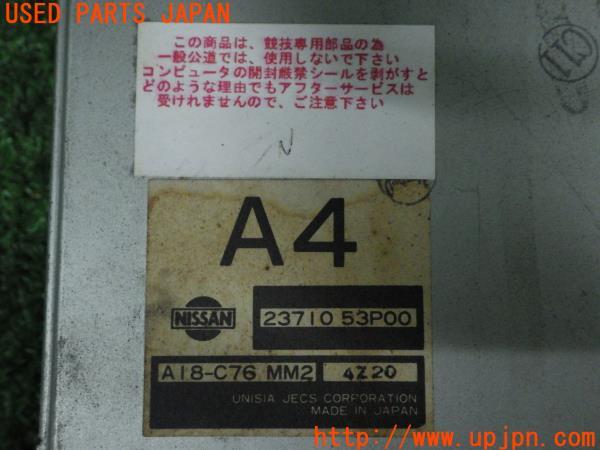 USED PARTS JAPAN
この商品は、競技専用部品の為
一般公道では、使用しないで下さい
コンピュータの開封厳禁シールを剥がすと
どのような理由でもアフターサービスは
受けれませんので、ご注意下さい
N
A4
NISSAN
23710 53P00
A18-C76 MM2 4Z20
UNISIA JECS CORPORATION
MADE IN JAPAN
http://www.upjpn.com